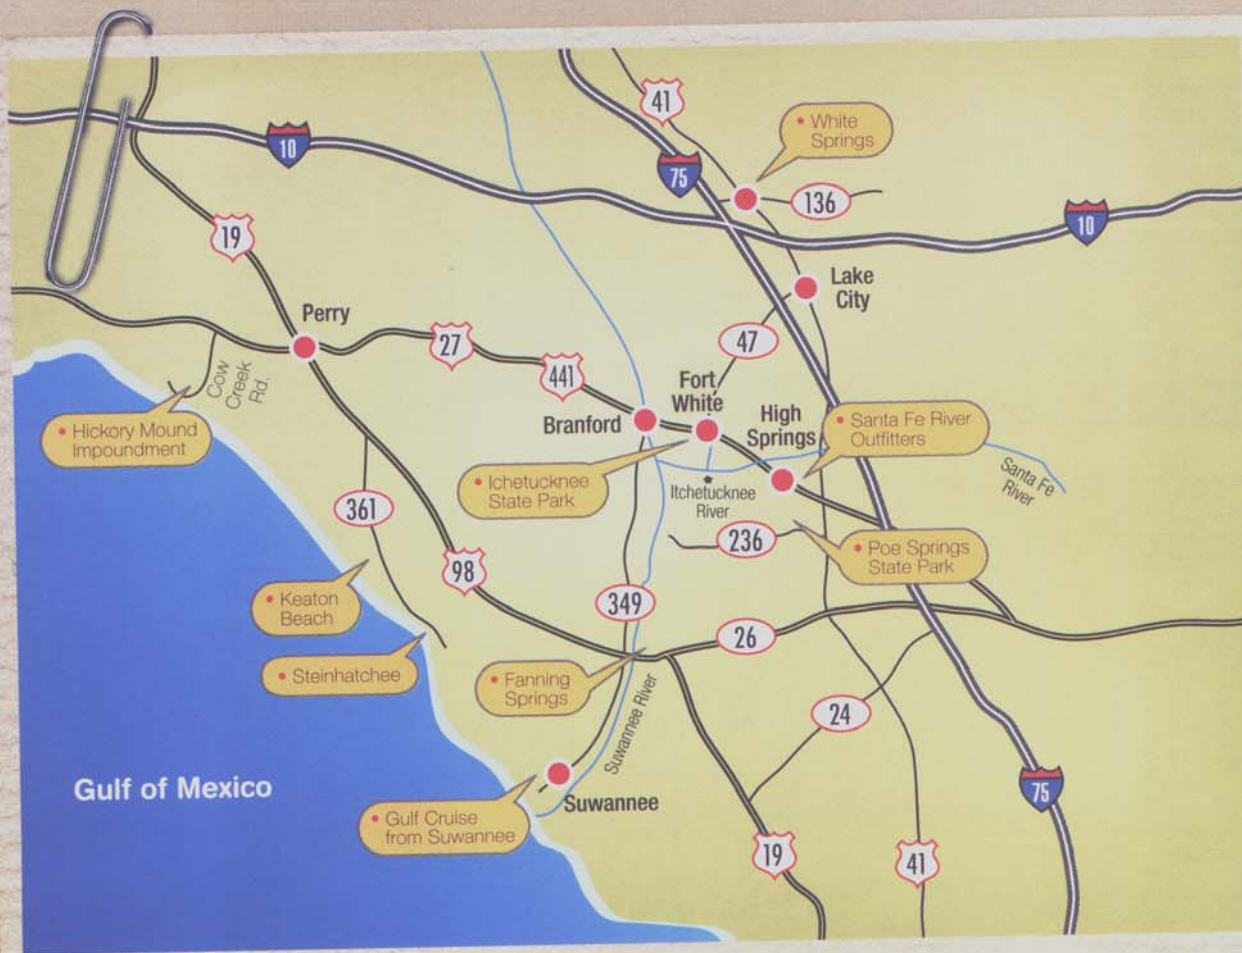 41
White
Springs
10
75
136
10
19
Lake
City
Perry
27
47
441
Cow
Creek
Rd.
Fort
White
High
Springs
Branford
Hickory Mound
Impoundment
Santa Fe River
Outfitters
Ichetucknee
State Park
Itchetucknee
River
Santa Fe
River
361
236
Poe Springs
State Park
98
Keaton
Beach
349
26
Steinhatchee
Fanning
Springs
Suwannee River
24
Gulf of Mexico
Suwannee
75
Gulf Cruise
from Suwannee
19
41